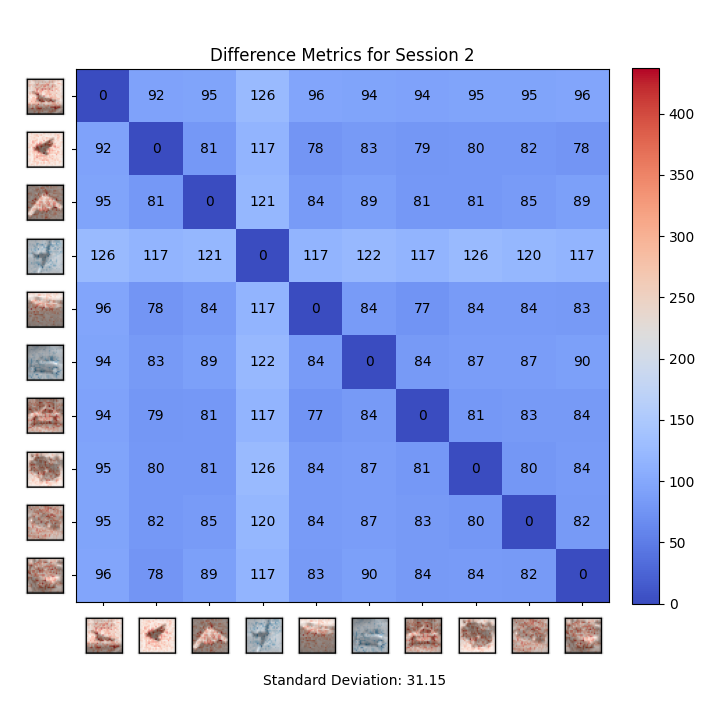 Difference Metrics for Session 2
0 92 95 126 96 94 94 95 95 96
92 0 81 117 78 83 79 80 82 78
95 81 0 121 84 89 81 81 85 89
126 117 121 0 117 122 117 126 120 117
96 78 84 117 0 84 77 84 84 83
94 83 89 122 84 0 84 87 87 90
94 79 81 117 77 84 0 81 83 84
95 80 81 126 84 87 81 0 80 84
95 82 85 120 84 87 83 80 0 82
96 78 89 117 83 90 84 84 82 0
400
350
300
250
200
150
100
50
0
Standard Deviation: 31.15